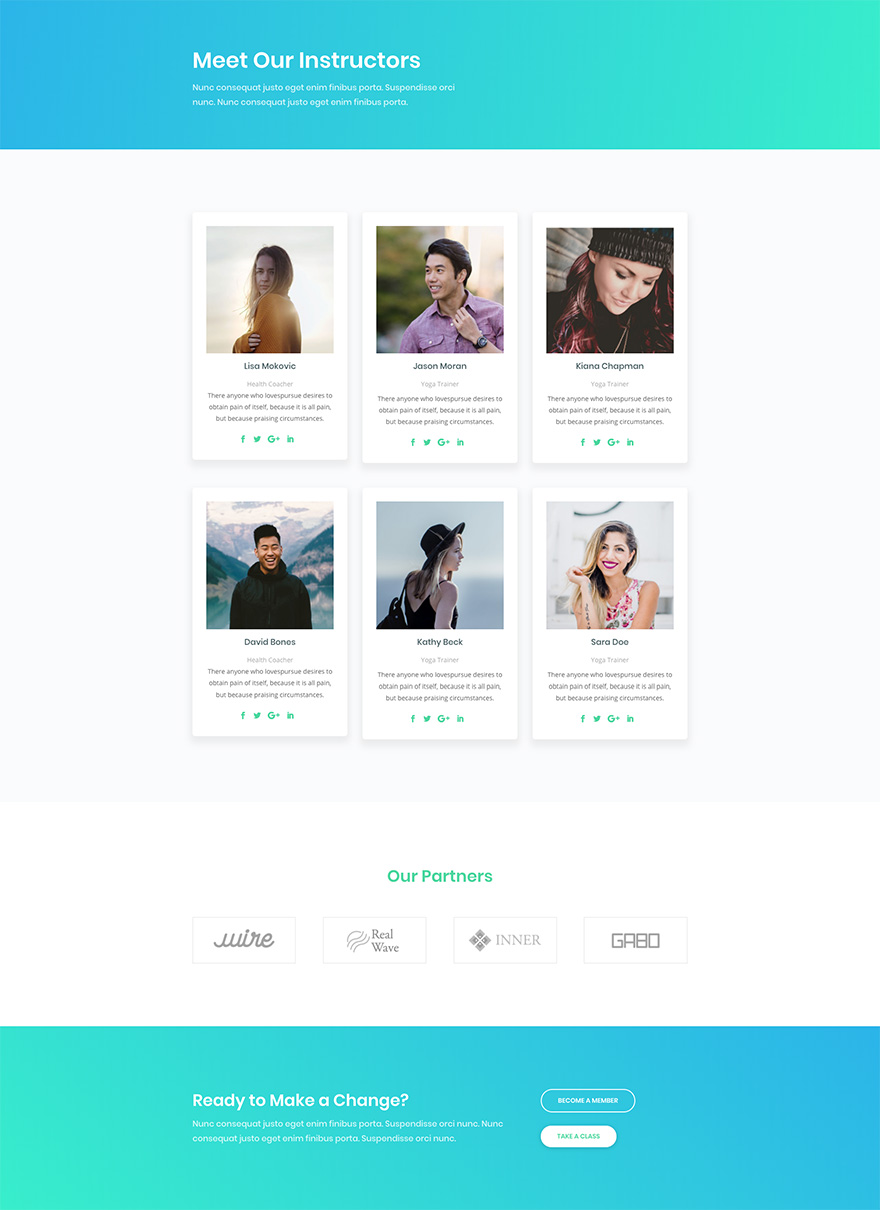 Meet Our Instructors
Nunc consequat justo eget enim finibus porta. Suspendisse orci
nunc. Nunc consequat justo eget enim finibus porta.
Lisa Mokovic
Health Coacher
There anyone who lovespursue desires to
obtain pain of itself, because it is all pain,
but because praising circumstances.
Jason Moran
Yoga Trainer
There anyone who lovespursue desires to
obtain pain of itself, because it is all pain,
but because praising circumstances.
Kiana Chapman
Yoga Trainer
There anyone who lovespursue desires to
obtain pain of itself, because it is all pain,
but because praising circumstances.
David Bones
Health Coacher
There anyone who lovespursue desires to
obtain pain of itself, because it is all pain,
but because praising circumstances.
Kathy Beck
Yoga Trainer
There anyone who lovespursue desires to
obtain pain of itself, because it is all pain,
but because praising circumstances.
Sara Doe
Yoga Trainer
There anyone who lovespursue desires to
obtain pain of itself, because it is all pain,
but because praising circumstances.
Our Partners
Real
Wave
INNER
GABO
Ready to Make a Change?
Nunc consequat justo eget enim finibus porta. Suspendisse orci nunc. Nunc
consequat justo eget enim finibus porta. Suspendisse orci nunc.
BECOME A MEMBER
TAKE A CLASS